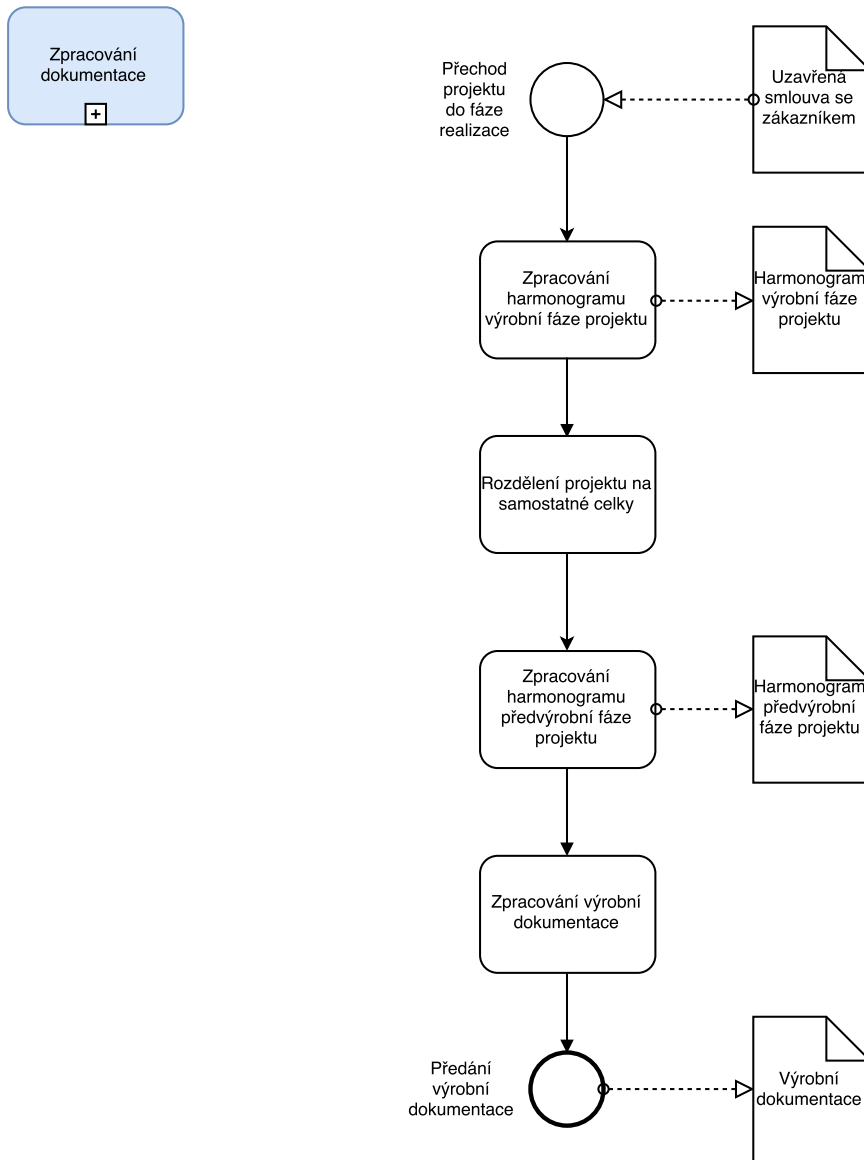 Zpracování
dokumentace
+
Přechod
projektu
do fáze
realizace
Uzavřená
smlouva se
zákazníkem
Zpracování
harmonogramu
výrobní fáze projektu
Harmonogram
výrobní fáze
projektu
Rozdělení projektu na
samostatné celky
Zpracování
harmonogramu
předvýrobní fáze
projektu
Harmonogram
předvýrobní
fáze projektu
Zpracování výrobní
dokumentace
Předání
výrobní
dokumentace
Výrobní
dokumentace